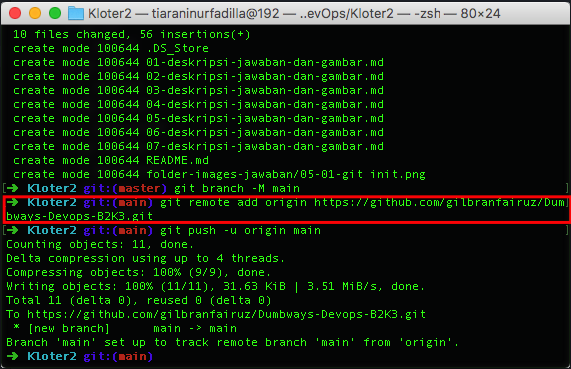 Kloter2 — tiaraninurfadilla@192 — ..evOps/Kloter2 — -zsh — 80×24
10 files changed, 56 insertions(+)
create mode 100644 .DS_Store
create mode 100644 01-deskripsi-jawaban-dan-gambar.md
create mode 100644 02-deskripsi-jawaban-dan-gambar.md
create mode 100644 03-deskripsi-jawaban-dan-gambar.md
create mode 100644 04-deskripsi-jawaban-dan-gambar.md
create mode 100644 05-deskripsi-jawaban-dan-gambar.md
create mode 100644 06-deskripsi-jawaban-dan-gambar.md
create mode 100644 07-deskripsi-jawaban-dan-gambar.md
create mode 100644 README.md
create mode 100644 folder-images-jawaban/05-01-git init.png
[➜ Kloter2 git:(master) git branch -M main ]
[➜ Kloter2 git:(main) git remote add origin https://github.com/gilbranfairuz/Dum]
bways-Devops-B2K3.git
[➜ Kloter2 git:(main) git push -u origin main ]
Counting objects: 11, done.
Delta compression using up to 4 threads.
Compressing objects: 100% (9/9), done.
Writing objects: 100% (11/11), 31.63 KiB | 3.51 MiB/s, done.
Total 11 (delta 0), reused 0 (delta 0)
To https://github.com/gilbranfairuz/Dumbways-Devops-B2K3.git
* [new branch] main -> main
Branch 'main' set up to track remote branch 'main' from 'origin'.
➜ Kloter2 git:(main)